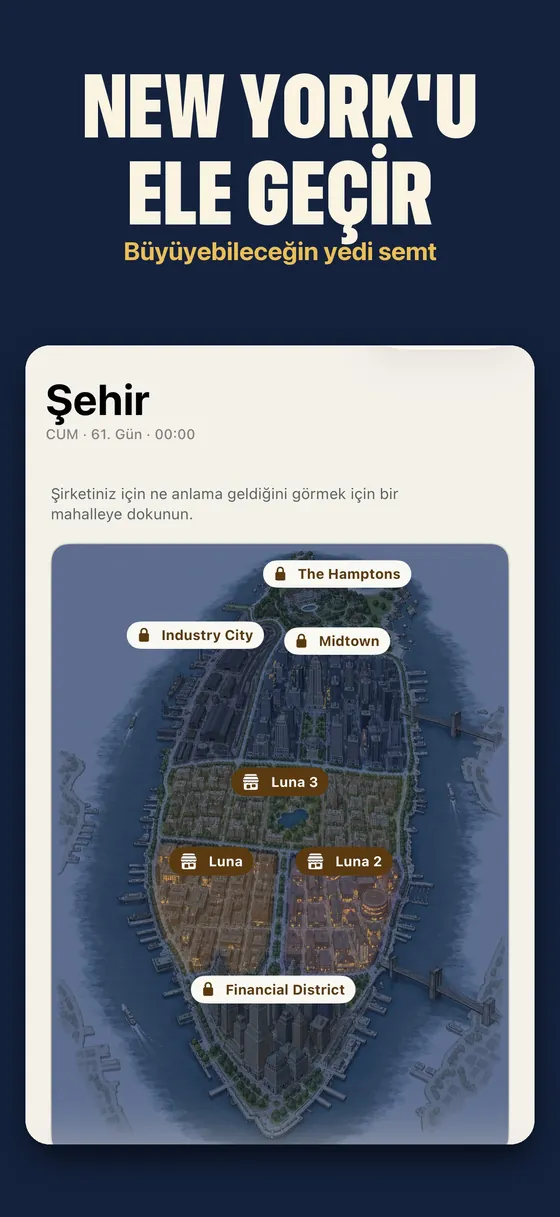 NEW YORK'U
ELE GEÇİR
Büyüyebileceğin yedi semt
Şehir
CUM · 61. Gün · 00:00
Şirketiniz için ne anlama geldiğini görmek için bir
mahalleye dokunun.
The Hamptons
Industry City
Midtown
Luna 3
Luna
Luna 2
Financial District